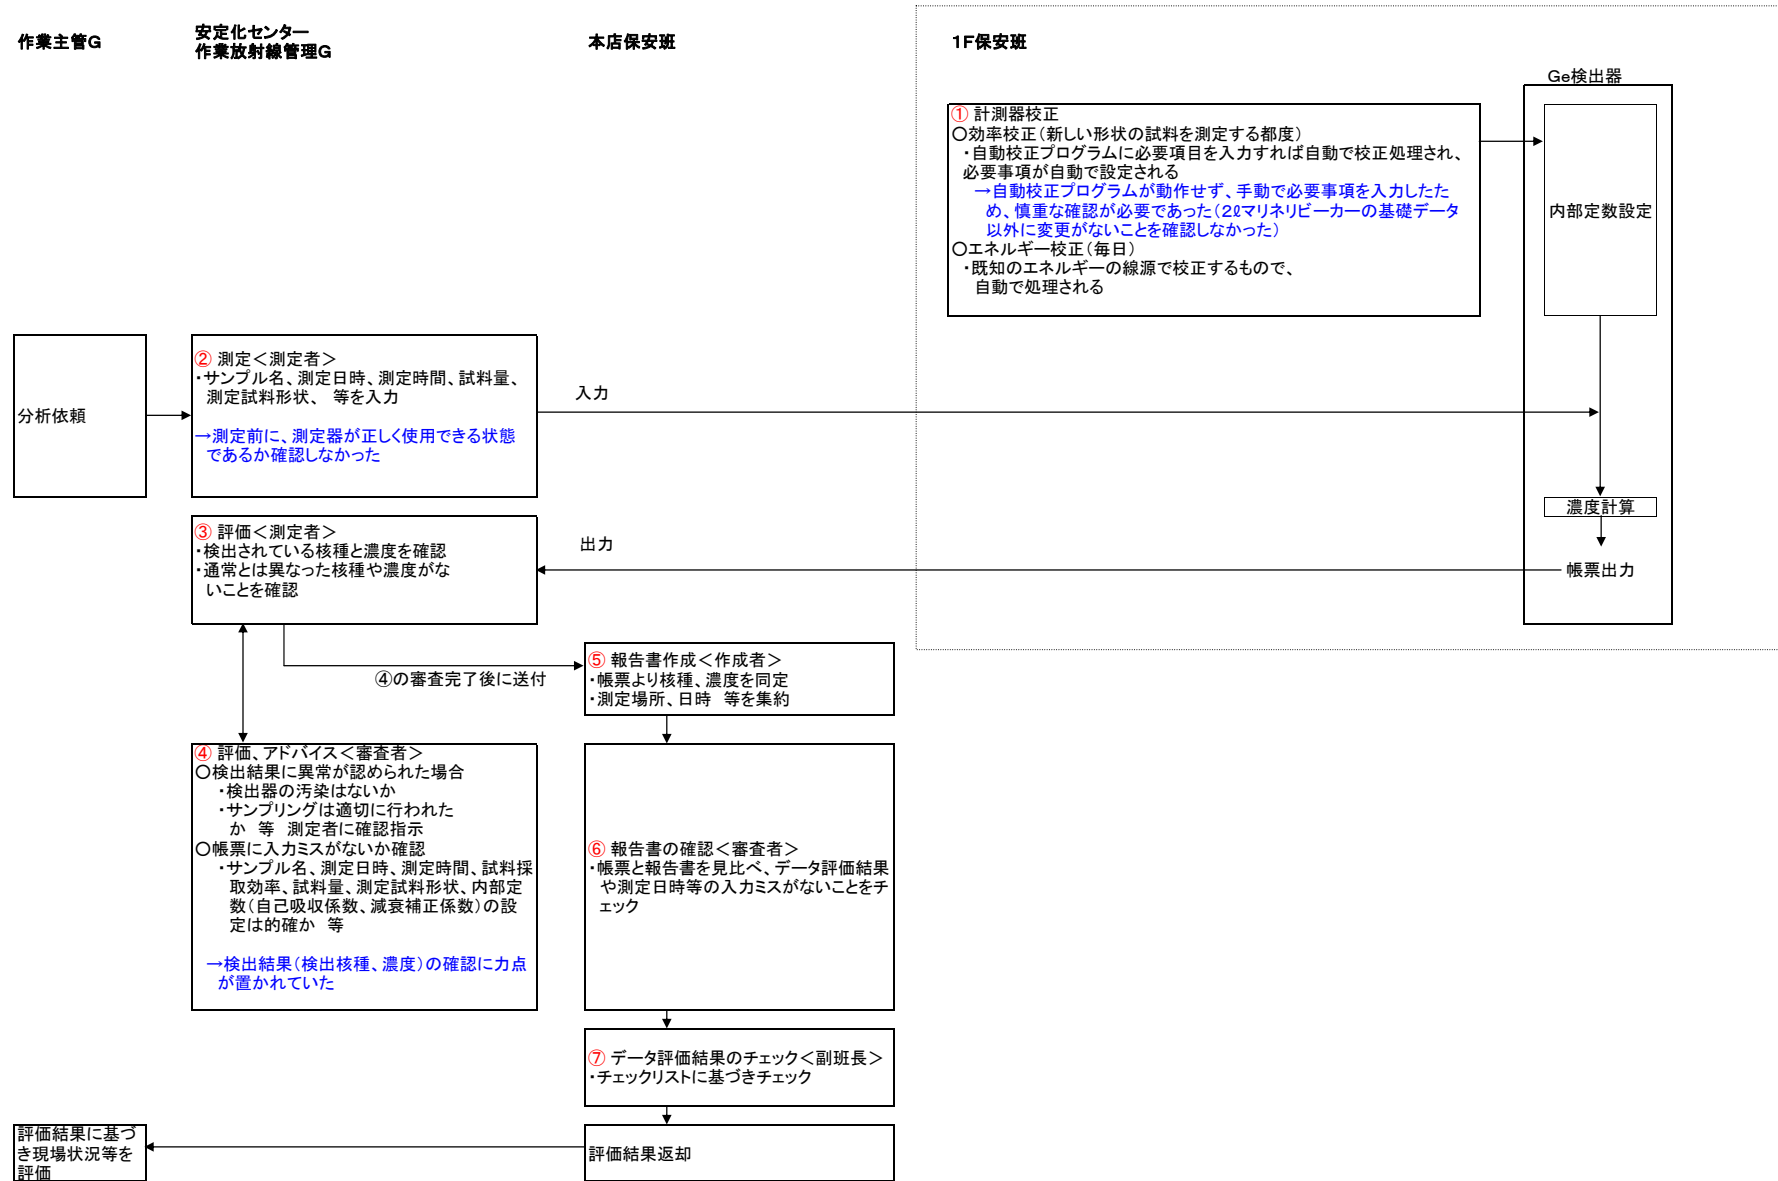 作業主管G
安定化センター
作業放射線管理G
本店保安班
1F保安班
Ge検出器
① 計測器校正
○効率校正（新しい形状の試料を測定する都度）
・自動校正プログラムに必要項目を入力すれば自動で校正処理され、
必要事項が自動で設定される
→自動校正プログラムが動作せず、手動で必要事項を入力したた
め、慎重な確認が必要であった（2ℓマリネリビーカーの基礎データ
以外に変更がないことを確認しなかった）
○エネルギー校正（毎日）
・既知のエネルギーの線源で校正するもので、
自動で処理される
内部定数設定
分析依頼
② 測定＜測定者＞
・サンプル名、測定日時、測定時間、試料量、
測定試料形状、 等を入力
→測定前に、測定器が正しく使用できる状態
であるか確認しなかった
入力
濃度計算
③ 評価＜測定者＞
・検出されている核種と濃度を確認
・通常とは異なった核種や濃度がな
いことを確認
出力
帳票出力
④の審査完了後に送付
⑤ 報告書作成＜作成者＞
・帳票より核種、濃度を同定
・測定場所、日時 等を集約
④ 評価、アドバイス＜審査者＞
○検出結果に異常が認められた場合
・検出器の汚染はないか
・サンプリングは適切に行われた
か 等 測定者に確認指示
○帳票に入力ミスがないか確認
・サンプル名、測定日時、測定時間、試料採
取効率、試料量、測定試料形状、内部定
数（自己吸収係数、減衰補正係数）の設
定は的確か 等
→検出結果（検出核種、濃度）の確認に力点
が置かれていた
⑥ 報告書の確認＜審査者＞
・帳票と報告書を見比べ、データ評価結果
や測定日時等の入力ミスがないことをチ
ェック
⑦ データ評価結果のチェック＜副班長＞
・チェックリストに基づきチェック
評価結果返却
評価結果に基づ
き現場状況等を
評価